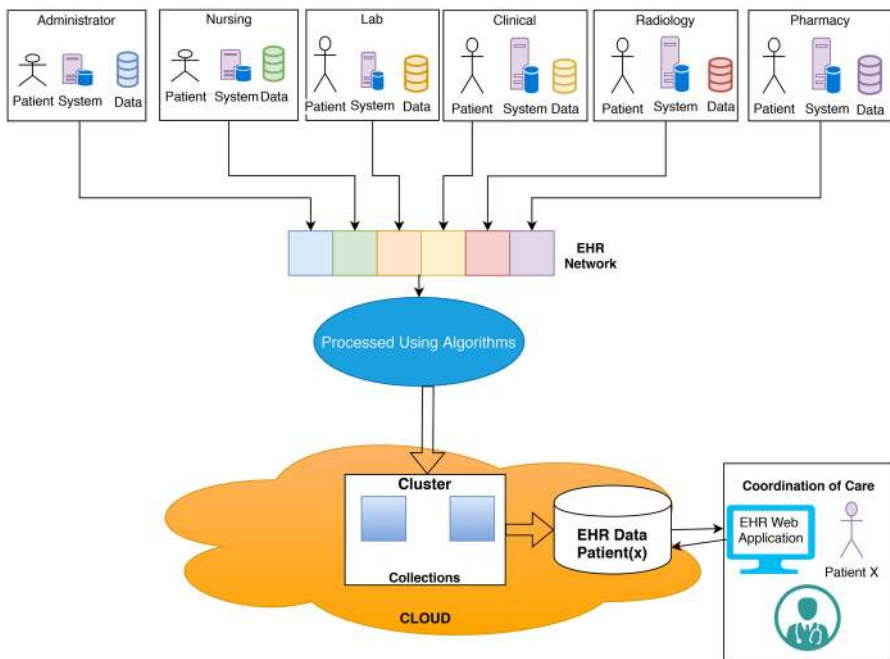 Administrator
Patient System Data
Nursing
Patient System Data
Lab
Patient System Data
Clinical
Patient System Data
Radiology
Patient System Data
Pharmacy
Patient System Data
EHR
Network
Processed Using Algorithms
Cluster
Collections
CLOUD
EHR Data
Patient(x)
Coordination of Care
EHR Web
Application
Patient X